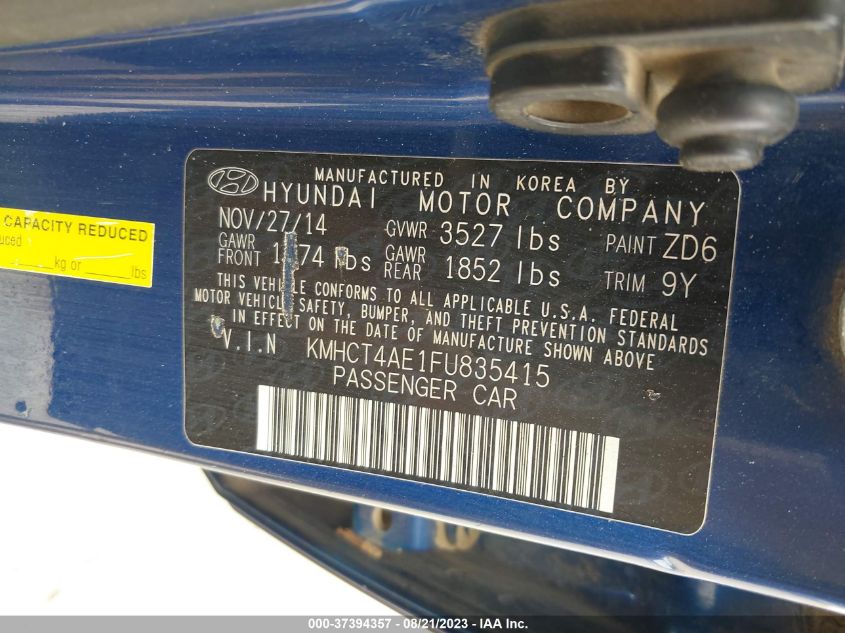 MANUFACTURED IN KOREA BY
HYUNDAI MOTOR COMPANY
NOV/27/14 GVWR 3527 lbs PAINT ZD6
GAWR FRONT lbs GAWR REAR 1852 lbs TRIM 9Y
THIS VEHICLE CONFORMS TO ALL APPLICABLE U.S.A. FEDERAL
MOTOR VEHICLE SAFETY, BUMPER, AND THEFT PREVENTION STANDARDS
IN EFFECT ON THE DATE OF MANUFACTURE SHOWN ABOVE
V.I.N KMHCT4AE1FU835415
PASSENGER CAR
CAPACITY REDUCED
kg or lbs
000-37394357 - 08/21/2023 - IAA Inc.